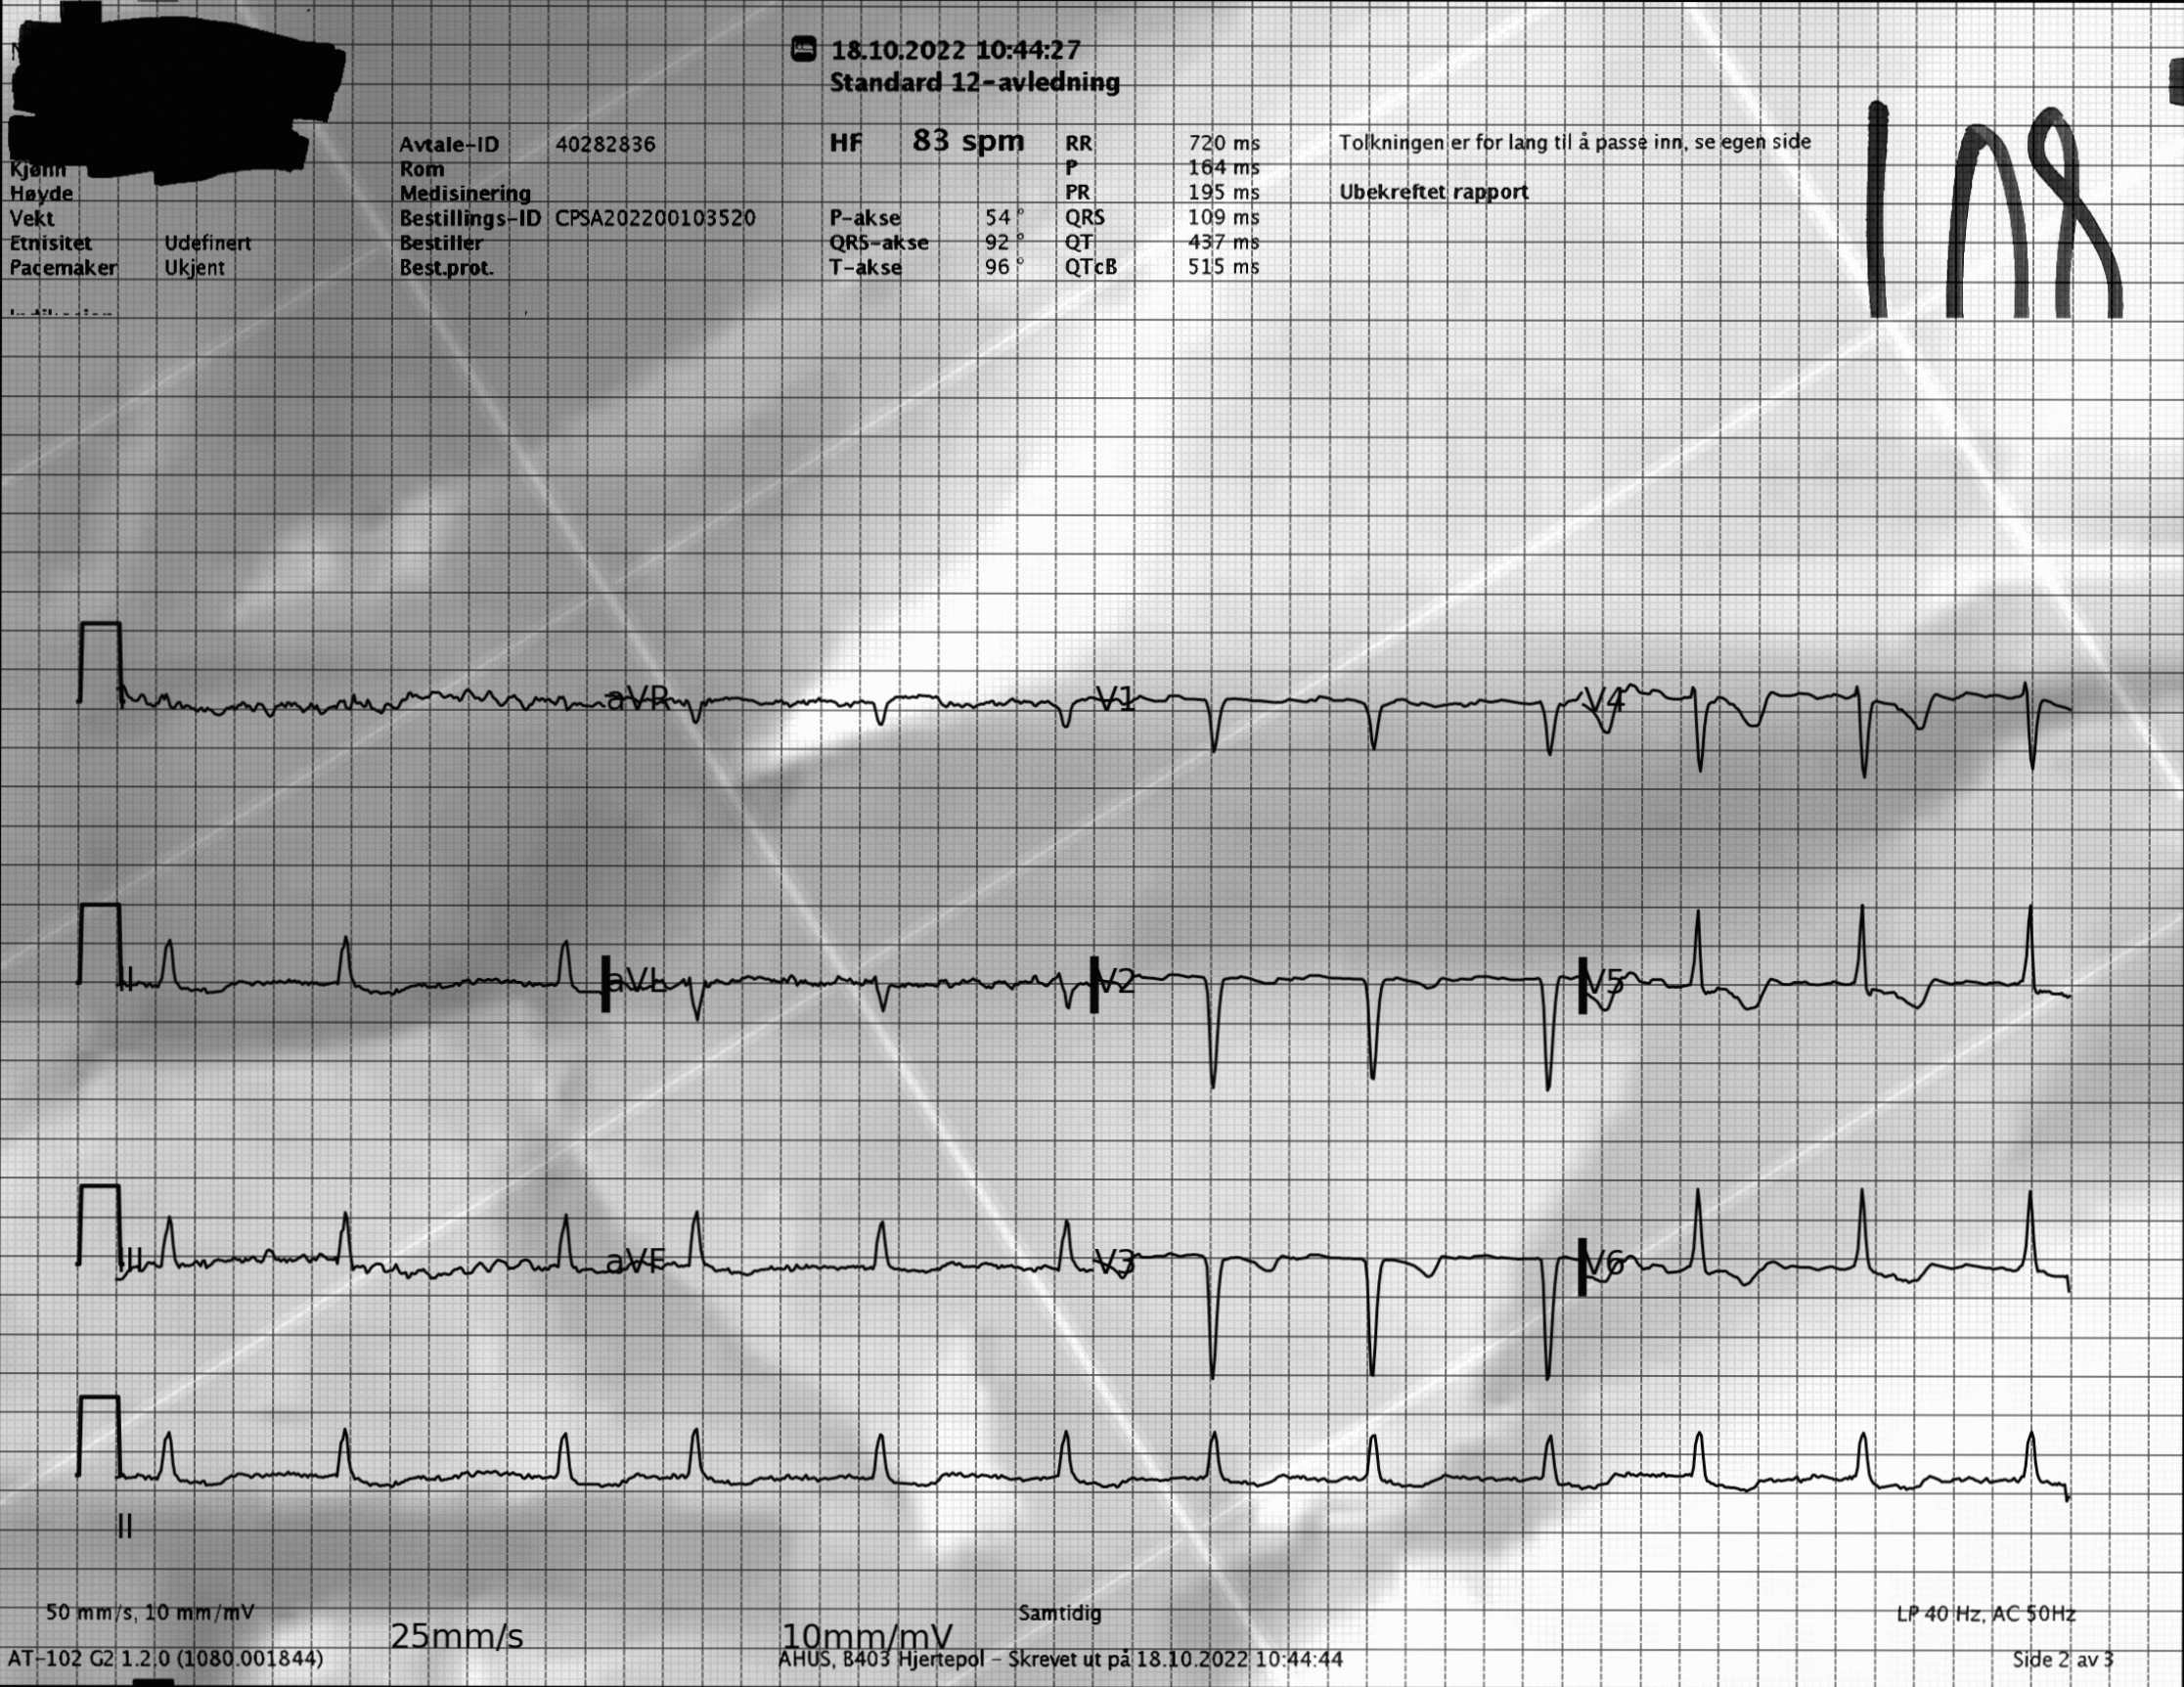 18.10.2022 10:44:27
Standard 12-avledning
Avtale-ID 40282836 HF 83 spm RR 720 ms Tolkningen er for lang til å passe inn, se egen side
Kjønn Rom P 164 ms
Høyde Medisinering PR 195 ms Ubekreftet rapport
Vekt Bestillings-ID CPSA202200103520 P-akse 54 ° QRS 109 ms
Etnisitet Udefinert Bestiller QRS-akse 92 ° QT 437 ms
Pacemaker Ukjent Best.prot. T-akse 96 ° QTcB 515 ms
aVR V1 V4
II aVL V2 V5
III aVF V3 V6
II
50 mm/s, 10 mm/mV Samtidig LP 40 Hz, AC 50Hz
25mm/s 10mm/mV
AT-102 G2 1.2.0 (1080.001844) AHUS, B403 Hjertepol - Skrevet ut på 18.10.2022 10:44:44 Side 2 av 3